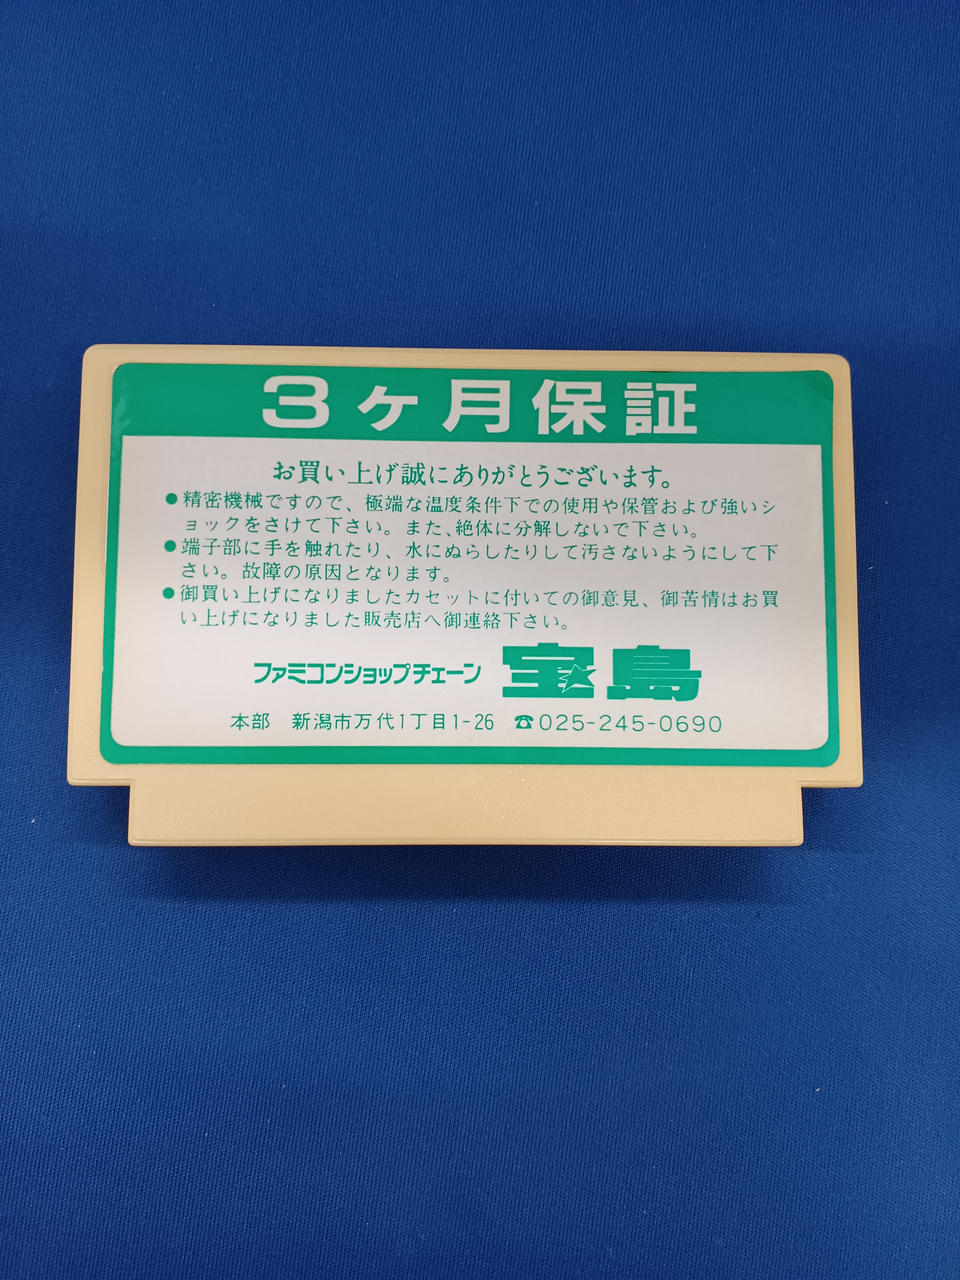 3ヶ月保証
お買い上げ誠にありがとうございます。
●精密機械ですので、極端な温度条件下での使用や保管および強いシ
ョックをさけて下さい。また、絶体に分解しないで下さい。
●端子部に手を触れたり、水にぬらしたりして汚さないようにして下
さい。故障の原因となります。
●御買い上げになりましたカセットに付いての御意見、御苦情はお買
い上げになりました販売店へ御連絡下さい。
ファミコンショップチェーン 宝島
本部 新潟市万代1丁目1-26 ☎025-245-0690